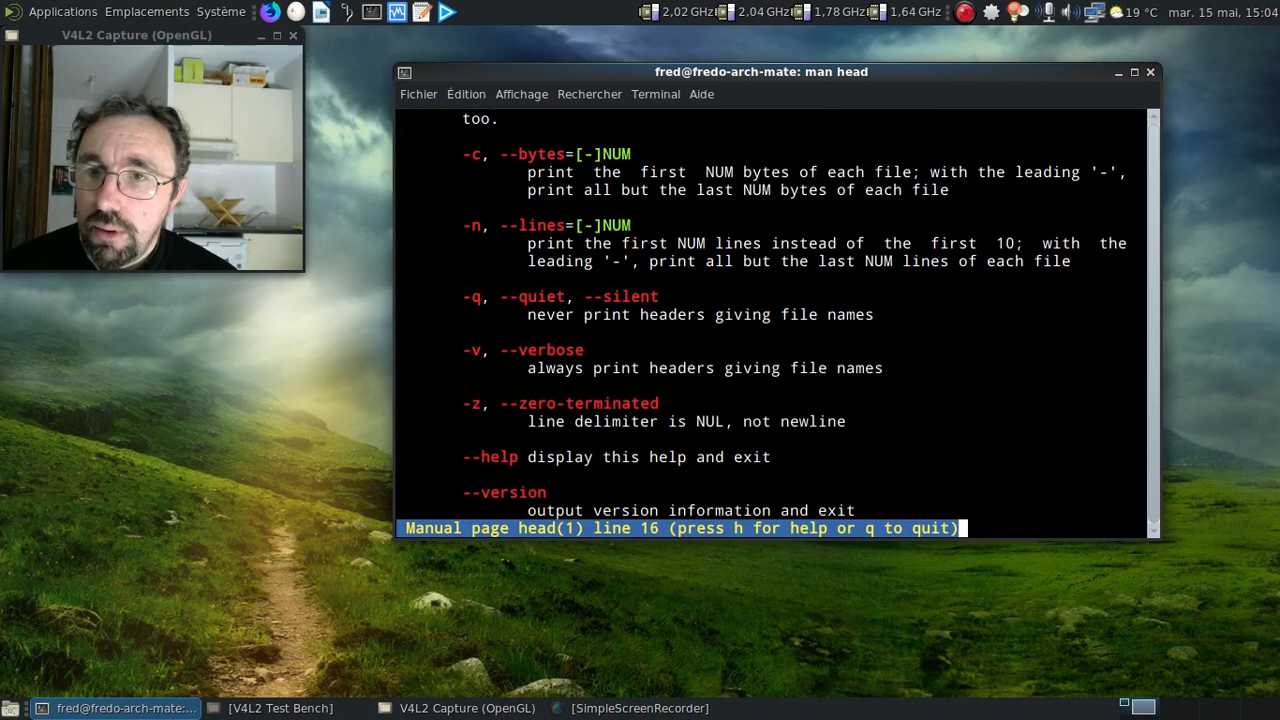 Applications Emplacements Système
2,02 GHz 2,04 GHz 1,78 GHz 1,64 GHz 19 °C mar. 15 mai, 15:04
V4L2 Capture (OpenGL)
fred@fredo-arch-mate: man head
Fichier Édition Affichage Rechercher Terminal Aide
too.
-c, --bytes=[-]NUM
print the first NUM bytes of each file; with the leading '-',
print all but the last NUM bytes of each file
-n, --lines=[-]NUM
print the first NUM lines instead of the first 10; with the
leading '-', print all but the last NUM lines of each file
-q, --quiet, --silent
never print headers giving file names
-v, --verbose
always print headers giving file names
-z, --zero-terminated
line delimiter is NUL, not newline
--help display this help and exit
--version
output version information and exit
Manual page head(1) line 16 (press h for help or q to quit)
fred@fredo-arch-mate:... [V4L2 Test Bench] V4L2 Capture (OpenGL) [SimpleScreenRecorder]